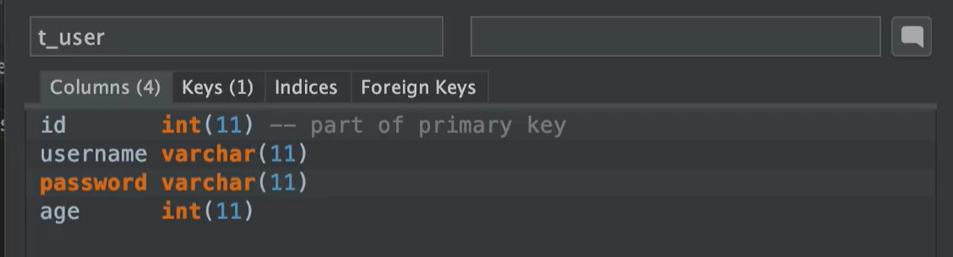 t_user
Columns (4) Keys (1) Indices Foreign Keys
id int(11) -- part of primary key
username varchar(11)
password varchar(11)
age int(11)